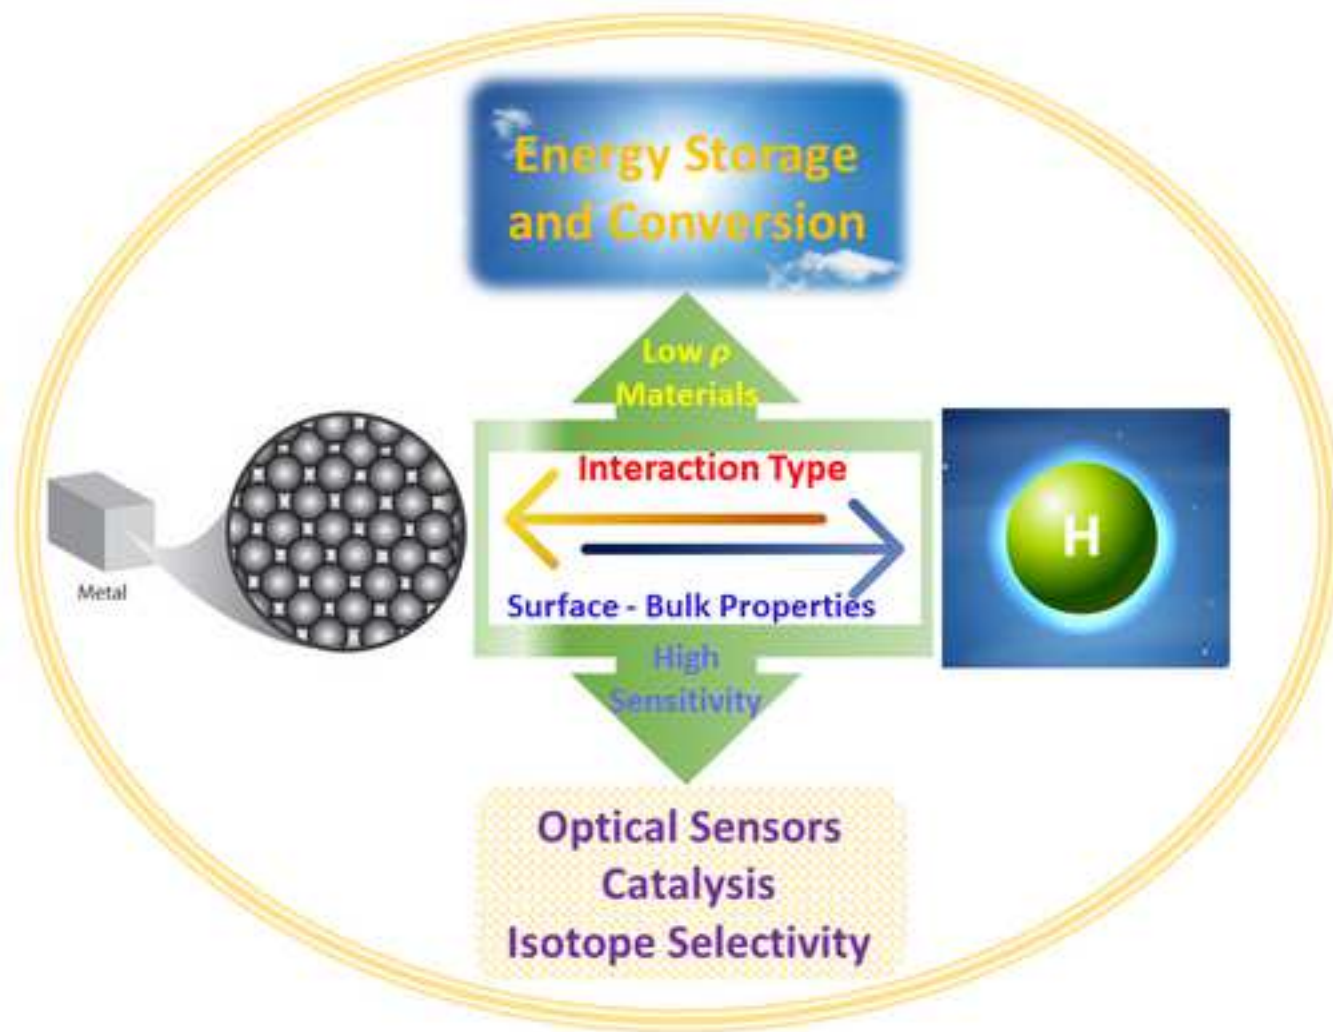 Energy Storage
and Conversion
Low ρ
Materials
Interaction Type
H
Metal
Surface - Bulk Properties
High
Sensitivity
Optical Sensors
Catalysis
Isotope Selectivity